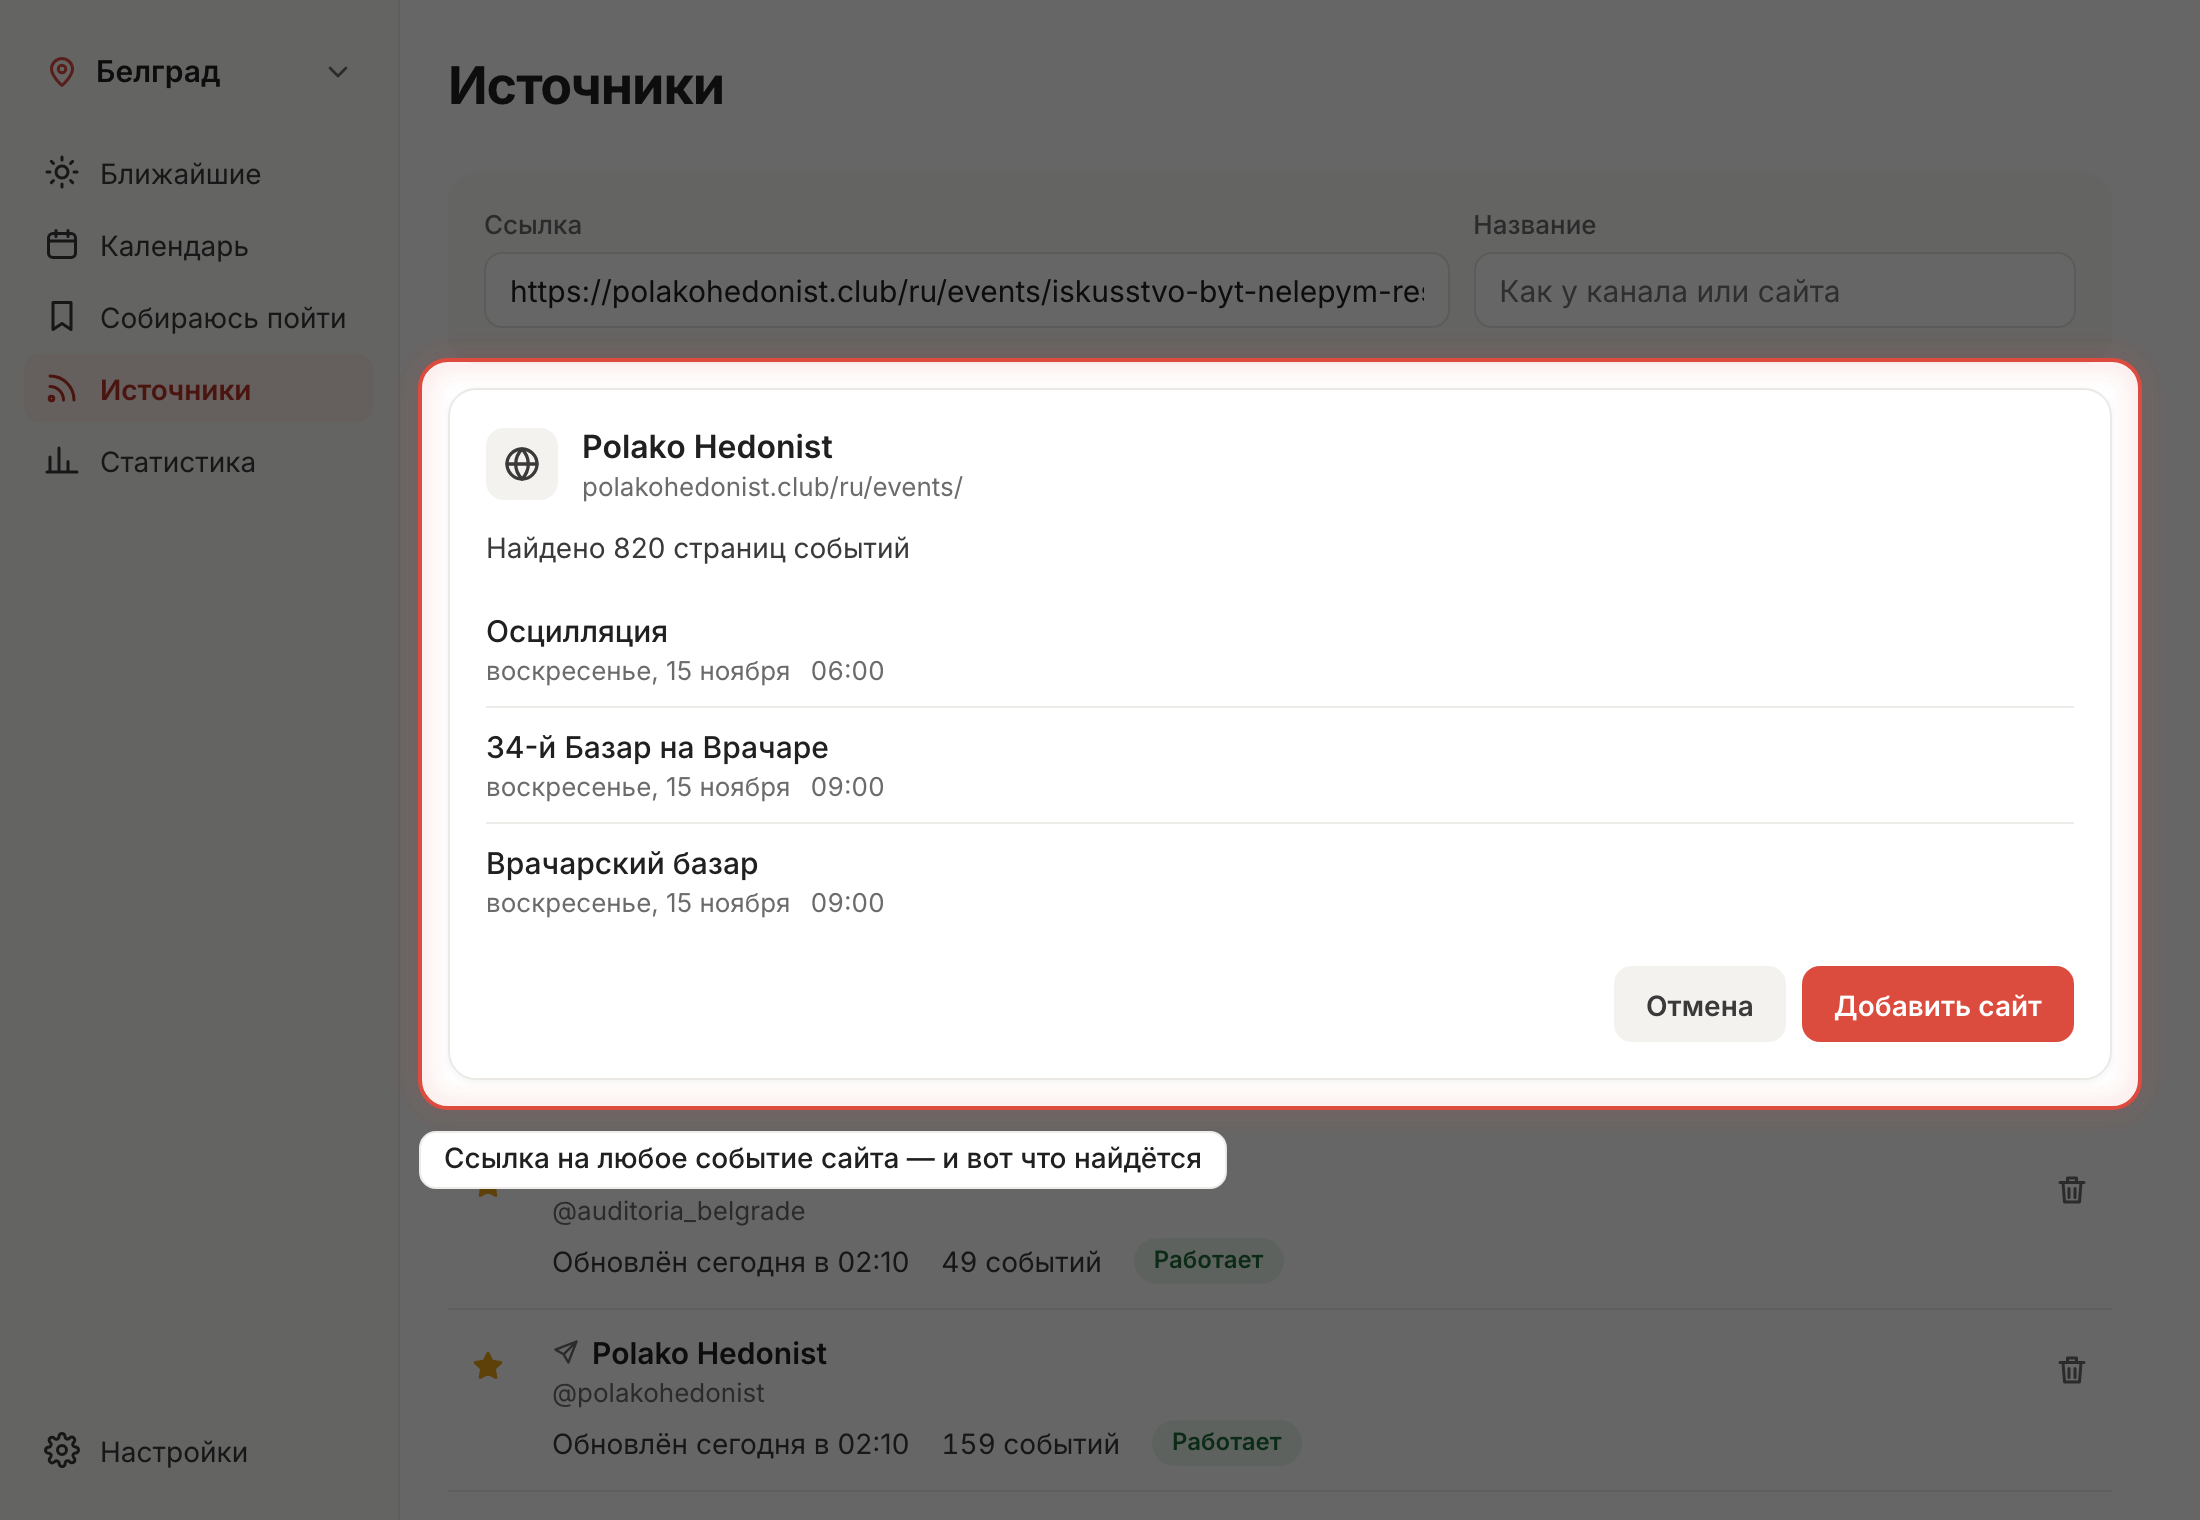 Белград
Ближайшие
Календарь
Собираюсь пойти
Источники
Статистика
Настройки
Источники
Ссылка
Название
https://polakohedonist.club/ru/events/iskusstvo-byt-nelepym-res
Как у канала или сайта
Polako Hedonist
polakohedonist.club/ru/events/
Найдено 820 страниц событий
Осцилляция
воскресенье, 15 ноября 06:00
34-й Базар на Врачаре
воскресенье, 15 ноября 09:00
Врачарский базар
воскресенье, 15 ноября 09:00
Отмена
Добавить сайт
Ссылка на любое событие сайта — и вот что найдётся
@auditoria_belgrade
Обновлён сегодня в 02:10 49 событий Работает
Polako Hedonist
@polakohedonist
Обновлён сегодня в 02:10 159 событий Работает